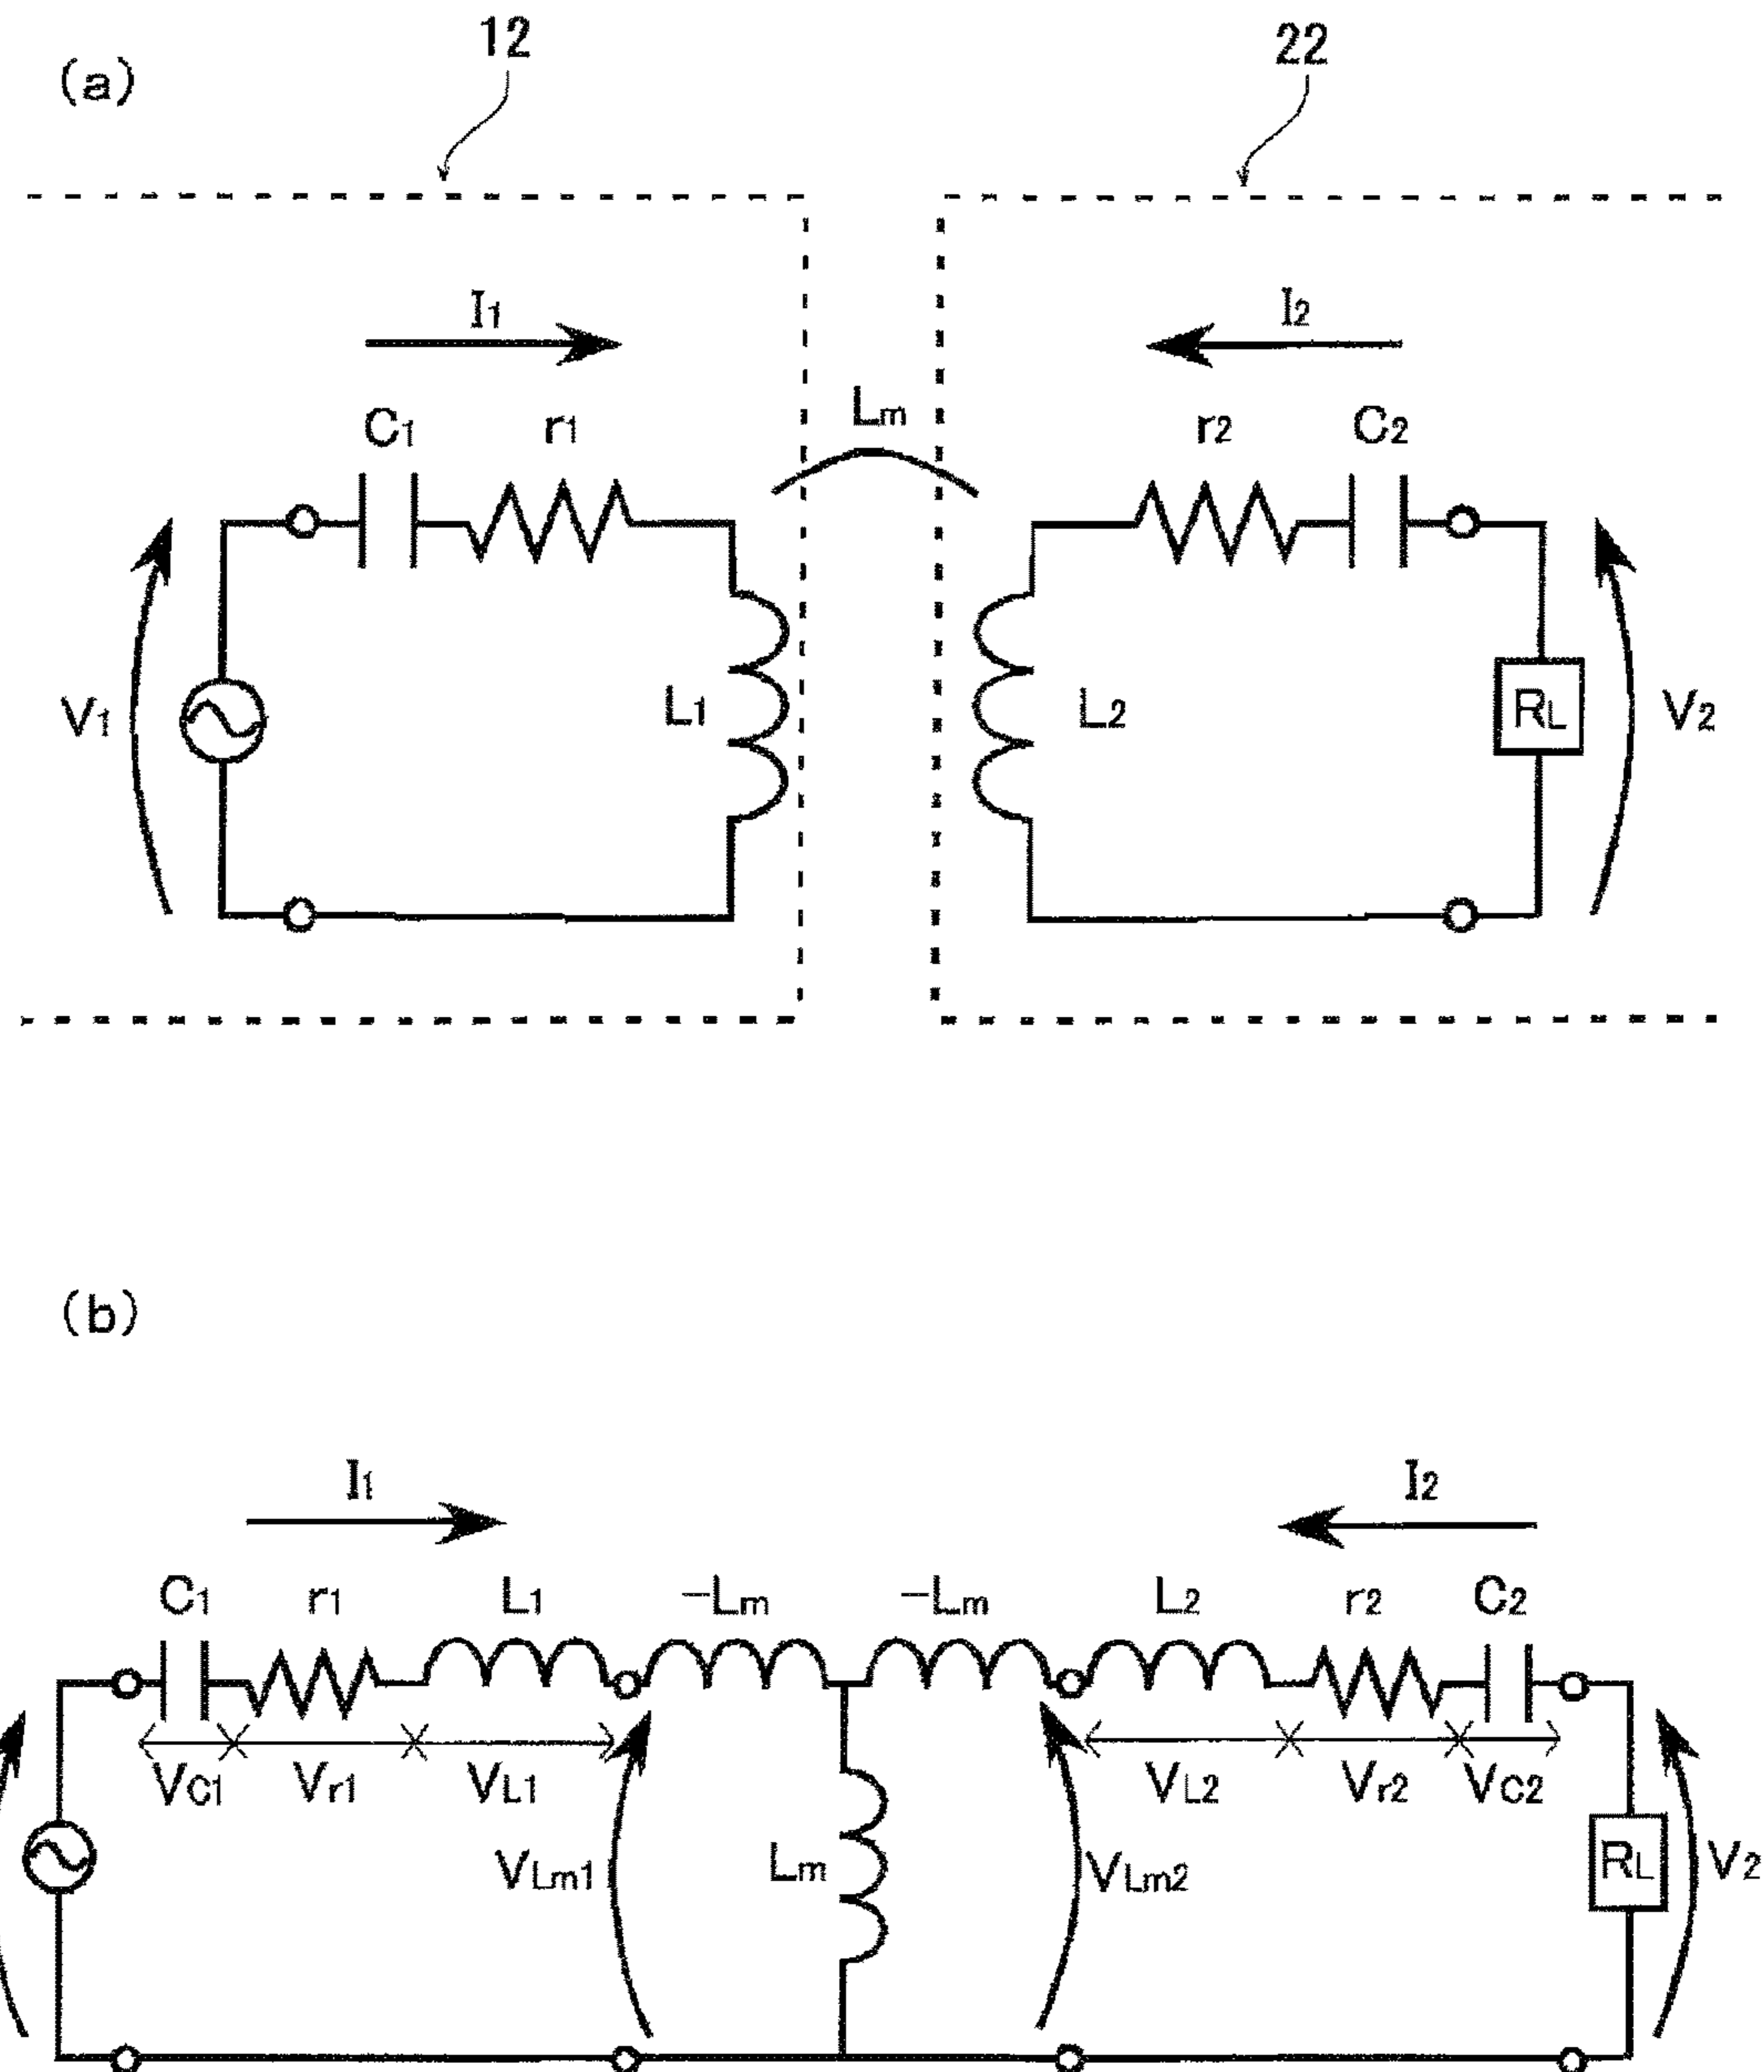 12 22
(a)
I1 I2
Lm
C1 r1 r2 C2
V1 L1 L2 RL V2
(b)
I1 I2
C1 r1 L1 -Lm -Lm L2 r2 C2
VC1 Vr1 VL1 VL2 Vr2 VC2
VLm1 Lm VLm2 RL V2